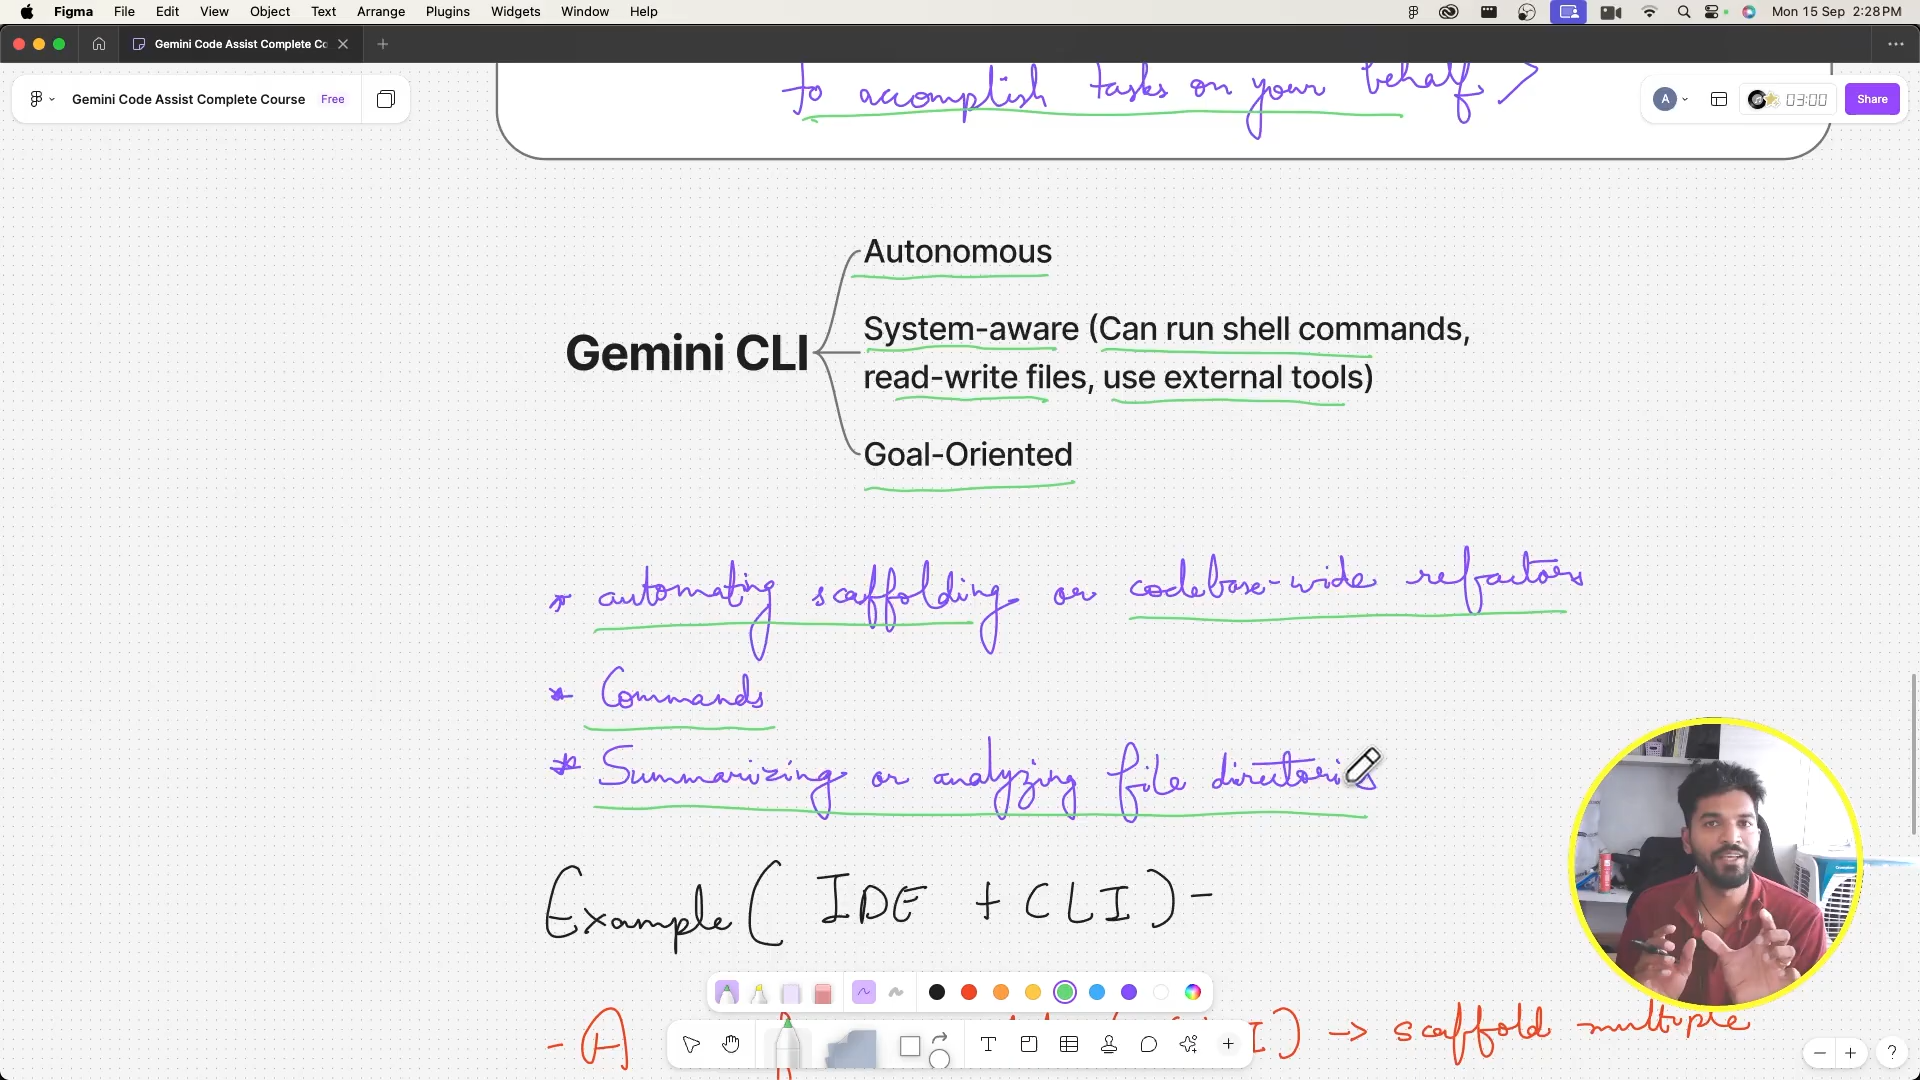 Figma File Edit View Object Text Arrange Plugins Widgets Window Help Mon 15 Sep 2:28 PM
Gemini Code Assist Complete Co
Gemini Code Assist Complete Course Free
A 03:00 Share
to accomplish tasks on your behalf
Autonomous
Gemini CLI
System-aware (Can run shell commands,
read-write files, use external tools)
Goal-Oriented
* automating scaffolding or codebase-wide refactors
* Commands
* Summarizing or analyzing file directories
Example ( IDE + CLI ) -
- A I) -> scaffold multiple
T
?